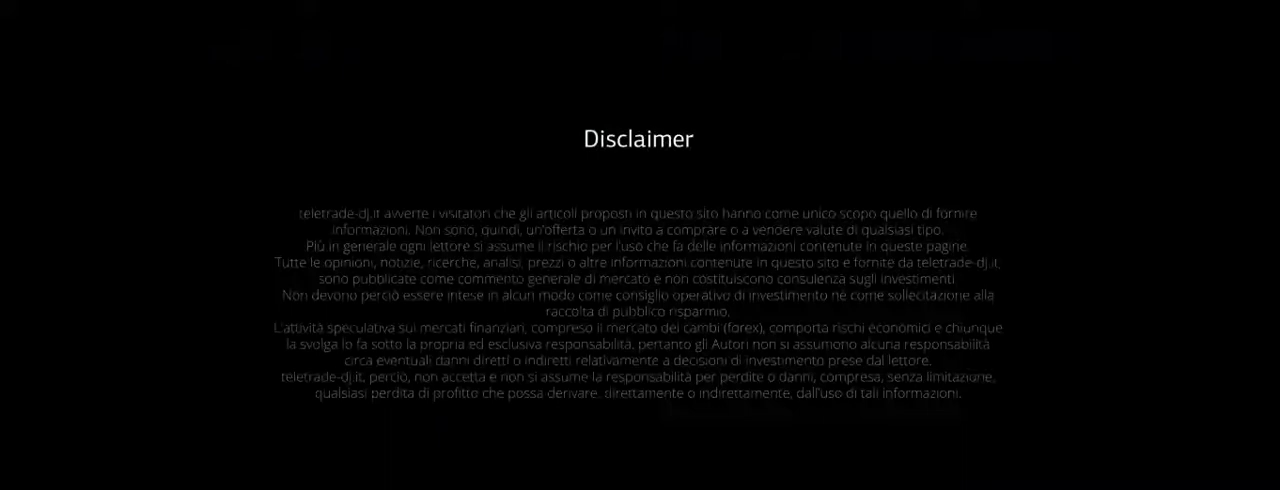 Disclaimer
teletrade-dj.it avverte i visitatori che gli articoli proposti in questo sito hanno come unico scopo quello di fornire
informazioni. Non sono, quindi, un'offerta o un invito a comprare o a vendere valute di qualsiasi tipo.
Più in generale ogni lettore si assume il rischio per l'uso che fa delle informazioni contenute in queste pagine.
Tutte le opinioni, notizie, ricerche, analisi, prezzi o altre informazioni contenute in questo sito e fornite da teletrade-dj.it,
sono pubblicate come commento generale di mercato e non costituiscono consulenza sugli investimenti
Non devono perciò essere intese in alcun modo come consiglio operativo di investimento né come sollecitazione alla
raccolta di pubblico risparmio.
L'attività speculativa sui mercati finanziari, compreso il mercato dei cambi (forex), comporta rischi economici e chiunque
la svolga lo fa sotto la propria ed esclusiva responsabilità, pertanto gli Autori non si assumono alcuna responsabilità
circa eventuali danni diretti o indiretti relativamente a decisioni di investimento prese dal lettore.
teletrade-dj.it, perciò, non accetta e non si assume la responsabilità per perdite o danni, compresa, senza limitazione,
qualsiasi perdita di profitto che possa derivare, direttamente o indirettamente, dall'uso di tali informazioni.